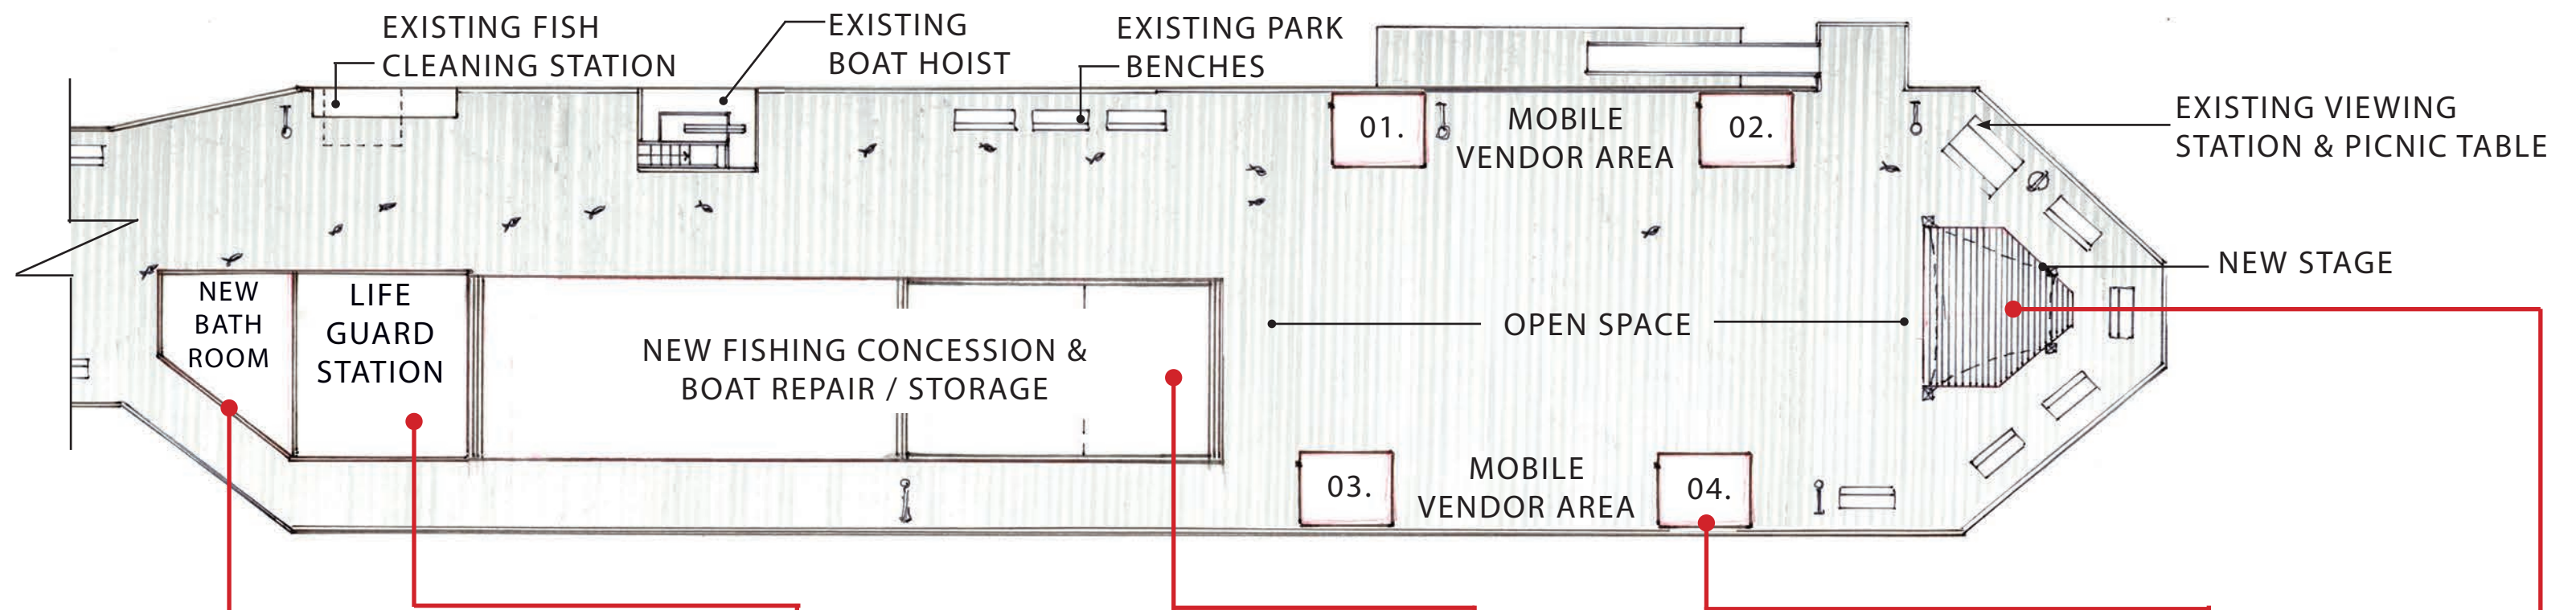 EXISTING FISH
CLEANING STATION
EXISTING
BOAT HOIST
EXISTING PARK
BENCHES
01.
MOBILE
VENDOR AREA
02.
EXISTING VIEWING
STATION & PICNIC TABLE
NEW STAGE
NEW
BATH
ROOM
LIFE
GUARD
STATION
NEW FISHING CONCESSION &
BOAT REPAIR / STORAGE
OPEN SPACE
03.
MOBILE
VENDOR AREA
04.